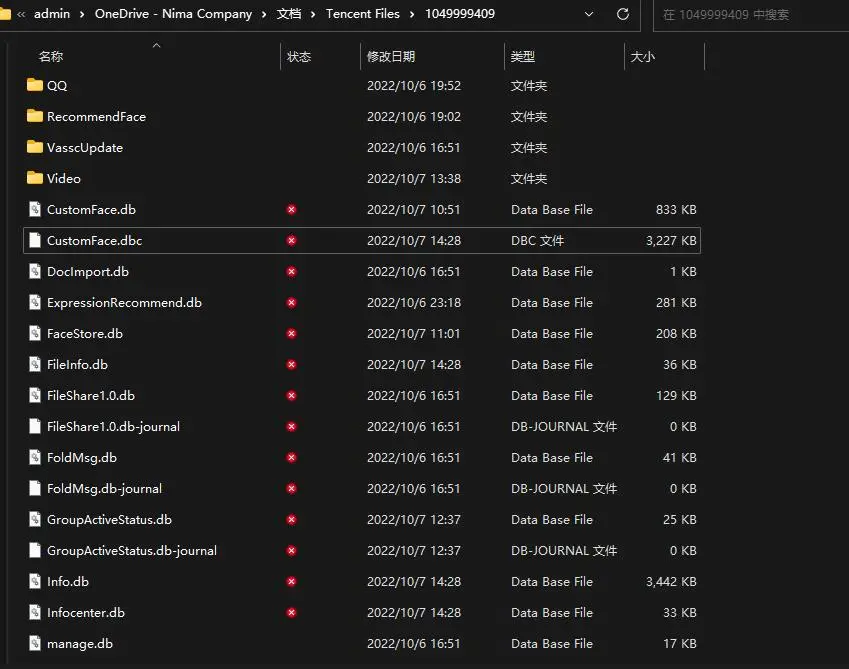 « admin › OneDrive - Nima Company › 文档 › Tencent Files › 1049999409 在 1049999409 中搜索
名称 状态 修改日期 类型 大小
QQ 2022/10/6 19:52 文件夹
RecommendFace 2022/10/6 19:02 文件夹
VasscUpdate 2022/10/6 16:51 文件夹
Video 2022/10/7 13:38 文件夹
CustomFace.db 2022/10/7 10:51 Data Base File 833 KB
CustomFace.dbc 2022/10/7 14:28 DBC 文件 3,227 KB
DocImport.db 2022/10/6 16:51 Data Base File 1 KB
ExpressionRecommend.db 2022/10/6 23:18 Data Base File 281 KB
FaceStore.db 2022/10/7 11:01 Data Base File 208 KB
FileInfo.db 2022/10/7 14:28 Data Base File 36 KB
FileShare1.0.db 2022/10/6 16:51 Data Base File 129 KB
FileShare1.0.db-journal 2022/10/6 16:51 DB-JOURNAL 文件 0 KB
FoldMsg.db 2022/10/6 16:51 Data Base File 41 KB
FoldMsg.db-journal 2022/10/6 16:51 DB-JOURNAL 文件 0 KB
GroupActiveStatus.db 2022/10/7 12:37 Data Base File 25 KB
GroupActiveStatus.db-journal 2022/10/7 12:37 DB-JOURNAL 文件 0 KB
Info.db 2022/10/7 14:28 Data Base File 3,442 KB
Infocenter.db 2022/10/7 14:28 Data Base File 33 KB
manage.db 2022/10/6 16:51 Data Base File 17 KB